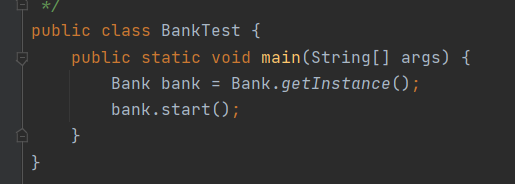 */
public class BankTest {
    public static void main(String[] args) {
        Bank bank = Bank.getInstance();
        bank.start();
    }
}